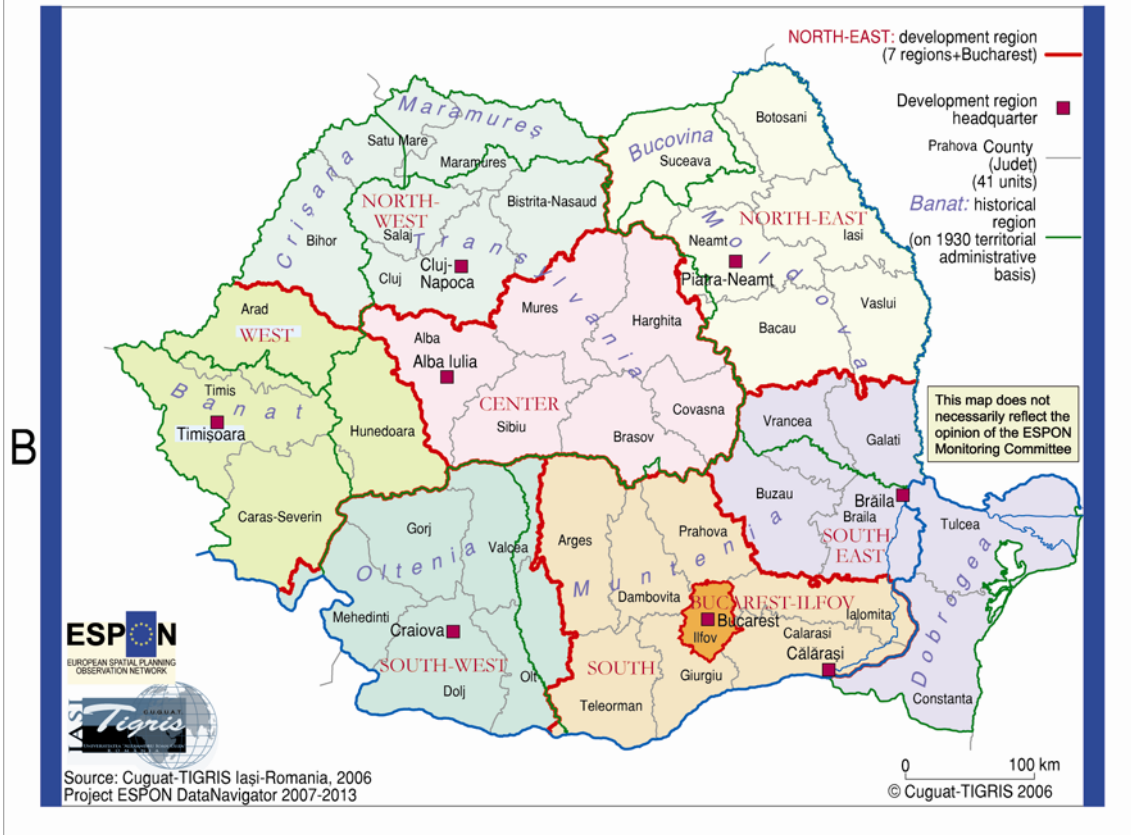 B
NORTH-EAST: development region
(7 regions+Bucharest)
Development region
headquarter
Prahova County
(Judet)
(41 units)
Banat: historical
region
(on 1930 territorial
administrative
basis)
Maramureş
Satu Mare
Maramures
Crişana
NORTH-
WEST
Bistrita-Nasaud
Bihor
Salaj
Transilvania
Cluj
Cluj-
Napoca
Bucovina
Suceava
Botosani
Moldova
NORTH-EAST
Iasi
Neamt
Piatra-Neamt
Vaslui
Bacau
Arad
WEST
Mures
Harghita
Alba
Alba Iulia
Timis
Banat
Timişoara
Hunedoara
CENTER
Sibiu
Covasna
Brasov
Vrancea
Galati
This map does not
necessarily reflect the
opinion of the ESPON
Monitoring Committee
Caras-Severin
Buzau
Brăila
Braila
SOUTH
EAST
Tulcea
Gorj
Valcea
Oltenia
Arges
Prahova
Muntenia
Dambovita
Dobrogea
Mehedinti
Craiova
BUCAREST-ILFOV
Bucarest
Ilfov
Ialomita
Calarasi
Călăraşi
SOUTH-WEST
Olt
Dolj
SOUTH
Giurgiu
Teleorman
Constanta
ESPON
EUROPEAN SPATIAL PLANNING
OBSERVATION NETWORK
IASI
CUGUAT
Tigris
ROMANIA
Source: Cuguat-TIGRIS Iaşi-Romania, 2006
Project ESPON DataNavigator 2007-2013
0
100 km
© Cuguat-TIGRIS 2006